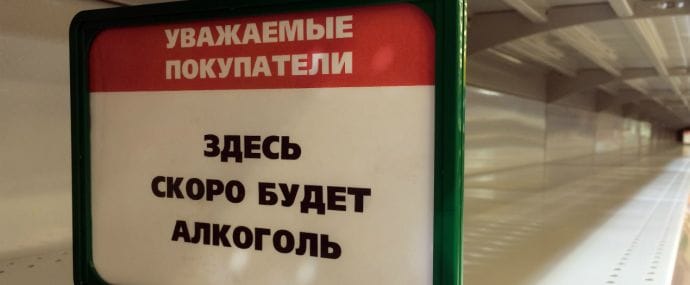 УВАЖАЕМЫЕ
ПОКУПАТЕЛИ
ЗДЕСЬ
СКОРО БУДЕТ
АЛКОГОЛЬ